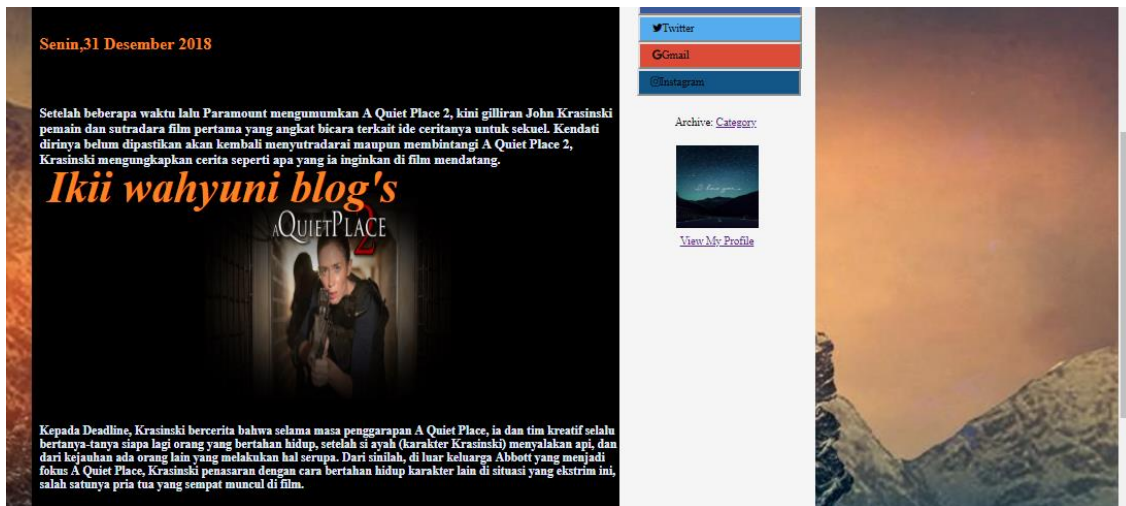 Senin,31 Desember 2018
Setelah beberapa waktu lalu Paramount mengumumkan A Quiet Place 2, kini gilliran John Krasinski
pemain dan sutradara film pertama yang angkat bicara terkait ide ceritanya untuk sekuel. Kendati
dirinya belum dipastikan akan kembali menyutradarai maupun membintangi A Quiet Place 2,
Krasinski mengungkapkan cerita seperti apa yang ia inginkan di film mendatang.
Ikii wahyuni blog's
A QUIET PLACE
2
Kepada Deadline, Krasinski bercerita bahwa selama masa penggarapan A Quiet Place, ia dan tim kreatif selalu
bertanya-tanya siapa lagi orang yang bertahan hidup, setelah si ayah (karakter Krasinski) menyalakan api, dan
dari kejauhan ada orang lain yang melakukan hal serupa. Dari sinilah, di luar keluarga Abbott yang menjadi
fokus A Quiet Place, Krasinski penasaran dengan cara bertahan hidup karakter lain di situasi yang ekstrim ini,
salah satunya pria tua yang sempat muncul di film.
Twitter
Gmail
Instagram
Archive: Category
I love you
View My Profile